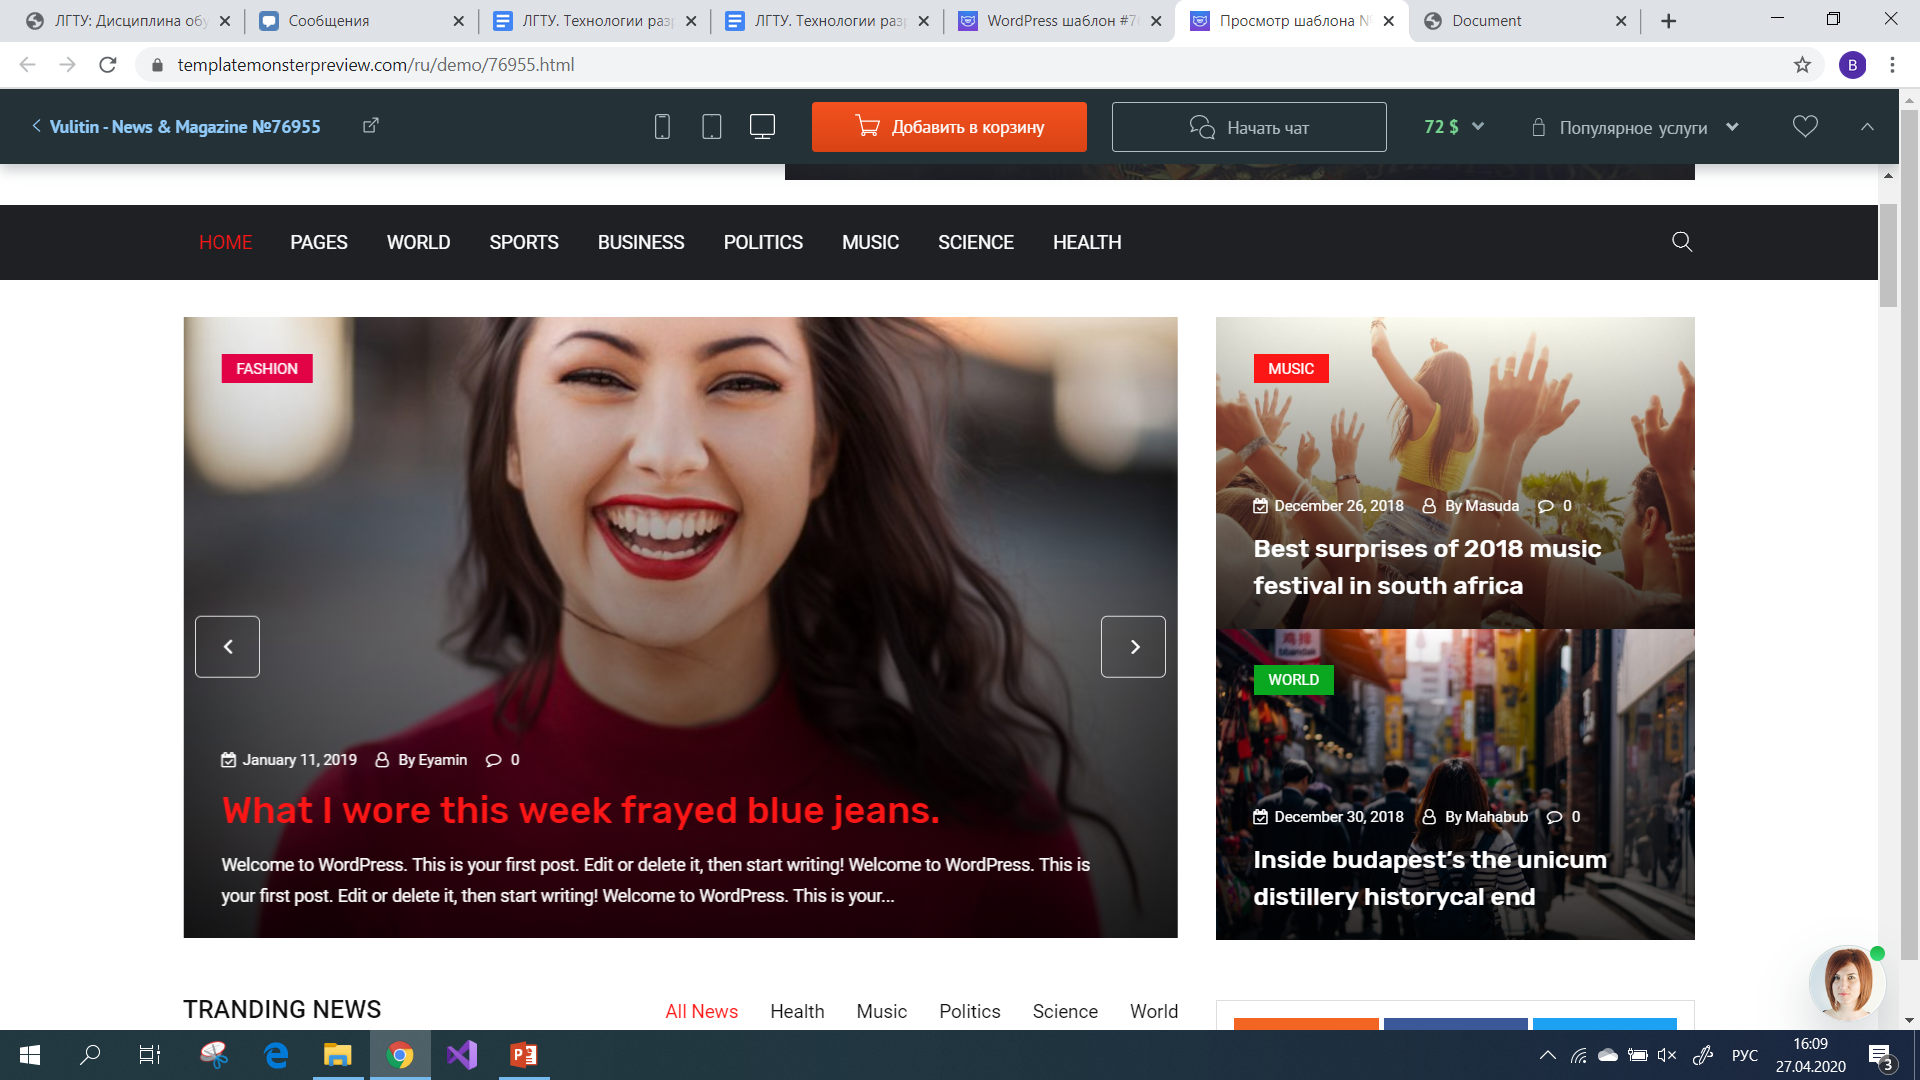 ЛГТУ: Дисциплина обу
Сообщения
ЛГТУ. Технологии разр
ЛГТУ. Технологии разр
WordPress шаблон #76
Просмотр шаблона №
Document
templatemonsterpreview.com/ru/demo/76955.html
B
Vulitin - News & Magazine №76955
Добавить в корзину
Начать чат
72 $
Популярное услуги
HOME
PAGES
WORLD
SPORTS
BUSINESS
POLITICS
MUSIC
SCIENCE
HEALTH
FASHION
January 11, 2019 By Eyamin 0
What I wore this week frayed blue jeans.
Welcome to WordPress. This is your first post. Edit or delete it, then start writing! Welcome to WordPress. This is
your first post. Edit or delete it, then start writing! Welcome to WordPress. This is your...
MUSIC
December 26, 2018 By Masuda 0
Best surprises of 2018 music
festival in south africa
WORLD
December 30, 2018 By Mahabub 0
Inside budapest’s the unicum
distillery historycal end
TRANDING NEWS
All News
Health
Music
Politics
Science
World
РУС
16:09
27.04.2020
3